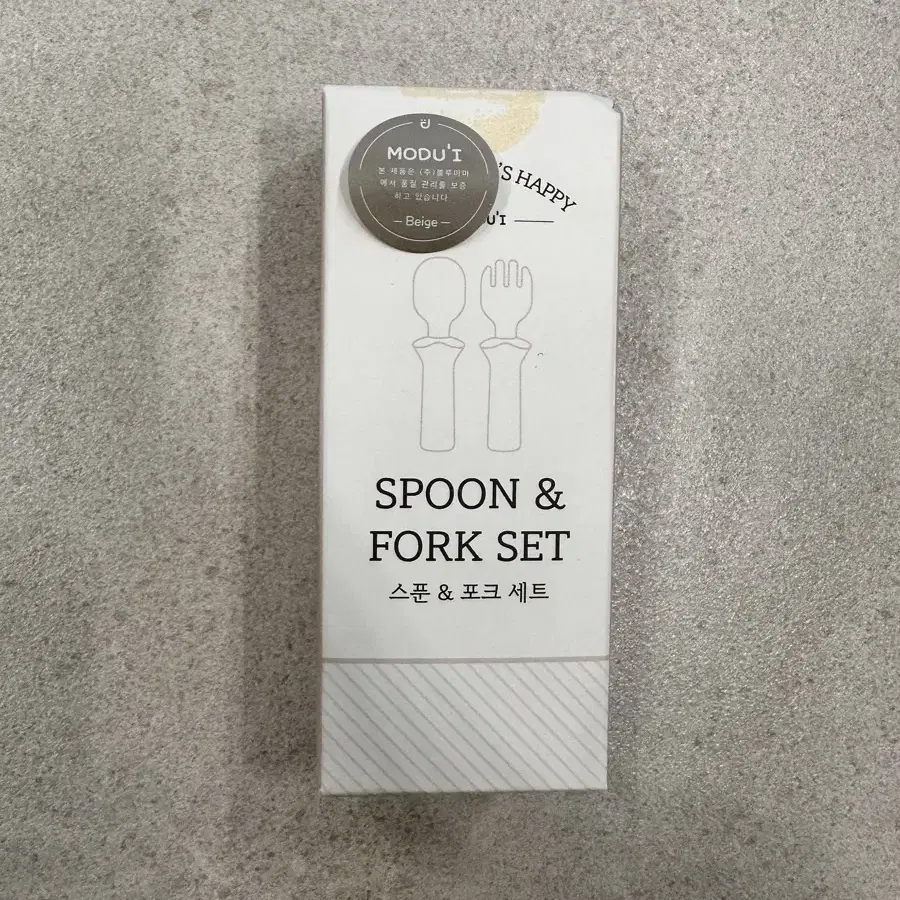 MODU'I
본 제품은 (주)블루마마
에서 품질 관리를 보증
하고 있습니다
Beige
'S HAPPY
U'I
SPOON &
FORK SET
스푼 & 포크 세트